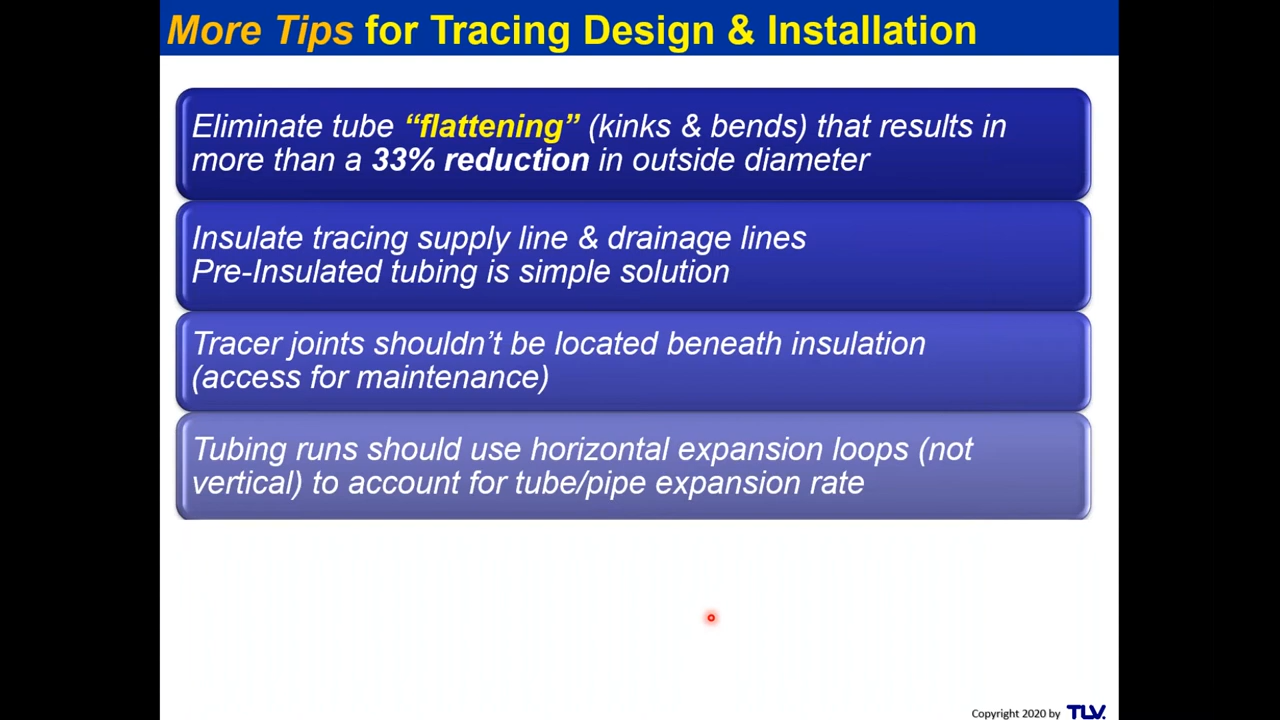 More Tips for Tracing Design & Installation
Eliminate tube “flattening” (kinks & bends) that results in
more than a 33% reduction in outside diameter
Insulate tracing supply line & drainage lines
Pre-Insulated tubing is simple solution
Tracer joints shouldn’t be located beneath insulation
(access for maintenance)
Tubing runs should use horizontal expansion loops (not
vertical) to account for tube/pipe expansion rate
Copyright 2020 by TLV.